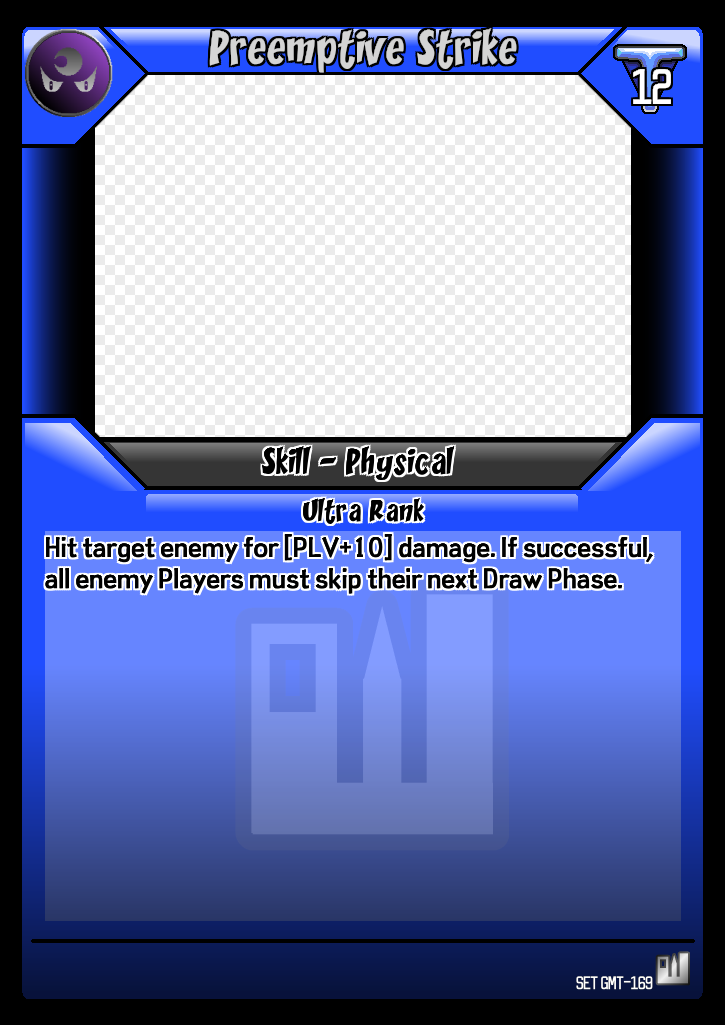 Preemptive Strike
12
Skill - Physical
Ultra Rank
Hit target enemy for [PLV+10] damage. If successful,
all enemy Players must skip their next Draw Phase.
SET GMT-169